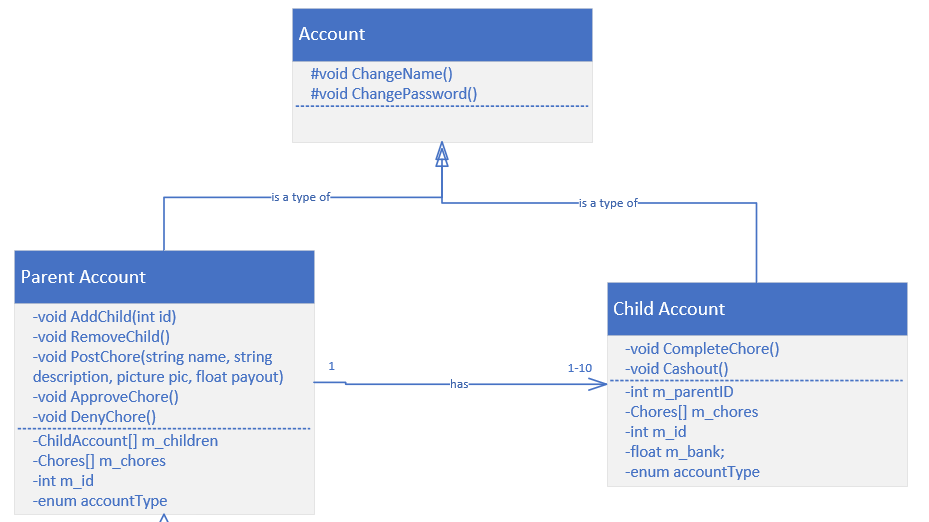 Account
#void ChangeName()
#void ChangePassword()
is a type of
is a type of
Parent Account
-void AddChild(int id)
-void RemoveChild()
-void PostChore(string name, string
description, picture pic, float payout)
-void ApproveChore()
-void DenyChore()
-ChildAccount[] m_children
-Chores[] m_chores
-int m_id
-enum accountType
1
has
1-10
Child Account
-void CompleteChore()
-void Cashout()
-int m_parentID
-Chores[] m_chores
-int m_id
-float m_bank;
-enum accountType